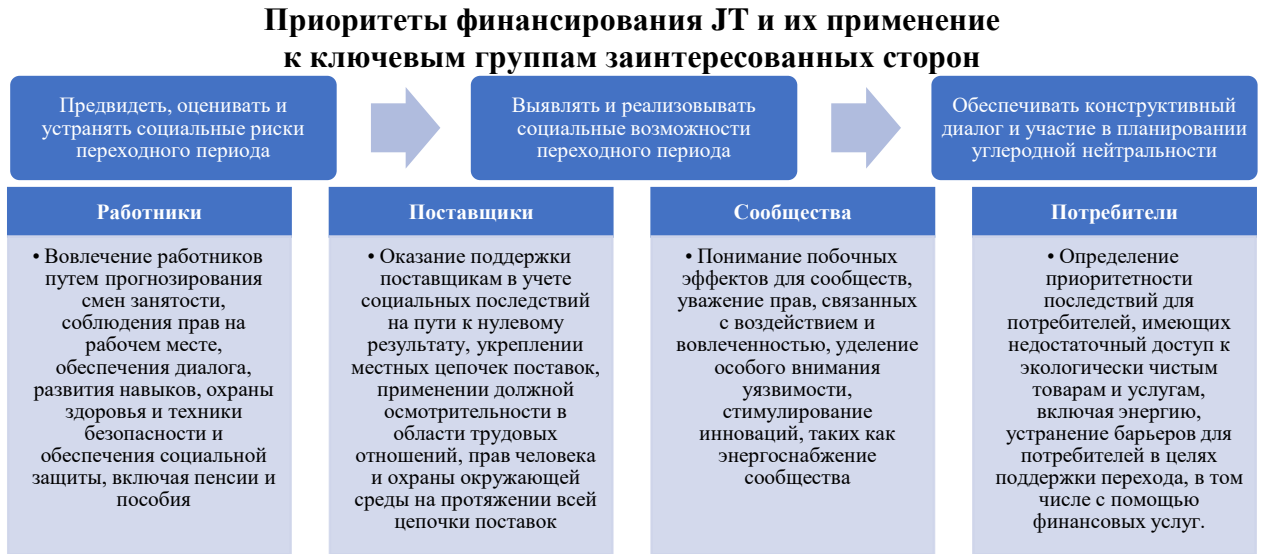 Приоритеты финансирования JT и их применение
к ключевым группам заинтересованных сторон
Предвидеть, оценивать и
устранять социальные риски
переходного периода
Выявлять и реализовывать
социальные возможности
переходного периода
Обеспечивать конструктивный
диалог и участие в планировании
углеродной нейтральности
Работники
• Вовлечение работников
путем прогнозирования
смен занятости,
соблюдения прав на
рабочем месте,
обеспечения диалога,
развития навыков, охраны
здоровья и техники
безопасности и
обеспечения социальной
защиты, включая пенсии и
пособия
Поставщики
• Оказание поддержки
поставщикам в учете
социальных последствий
на пути к нулевому
результату, укреплении
местных цепочек поставок,
применении должной
осмотрительности в
области трудовых
отношений, прав человека
и охраны окружающей
среды на протяжении всей
цепочки поставок
Сообщества
• Понимание побочных
эффектов для сообществ,
уважение прав, связанных
с воздействием и
вовлеченностью, уделение
особого внимания
уязвимости,
стимулирование
инноваций, таких как
энергоснабжение
сообщества
Потребители
• Определение
приоритетности
последствий для
потребителей, имеющих
недостаточный доступ к
экологически чистым
товарам и услугам,
включая энергию,
устранение барьеров для
потребителей в целях
поддержки перехода, в том
числе с помощью
финансовых услуг.